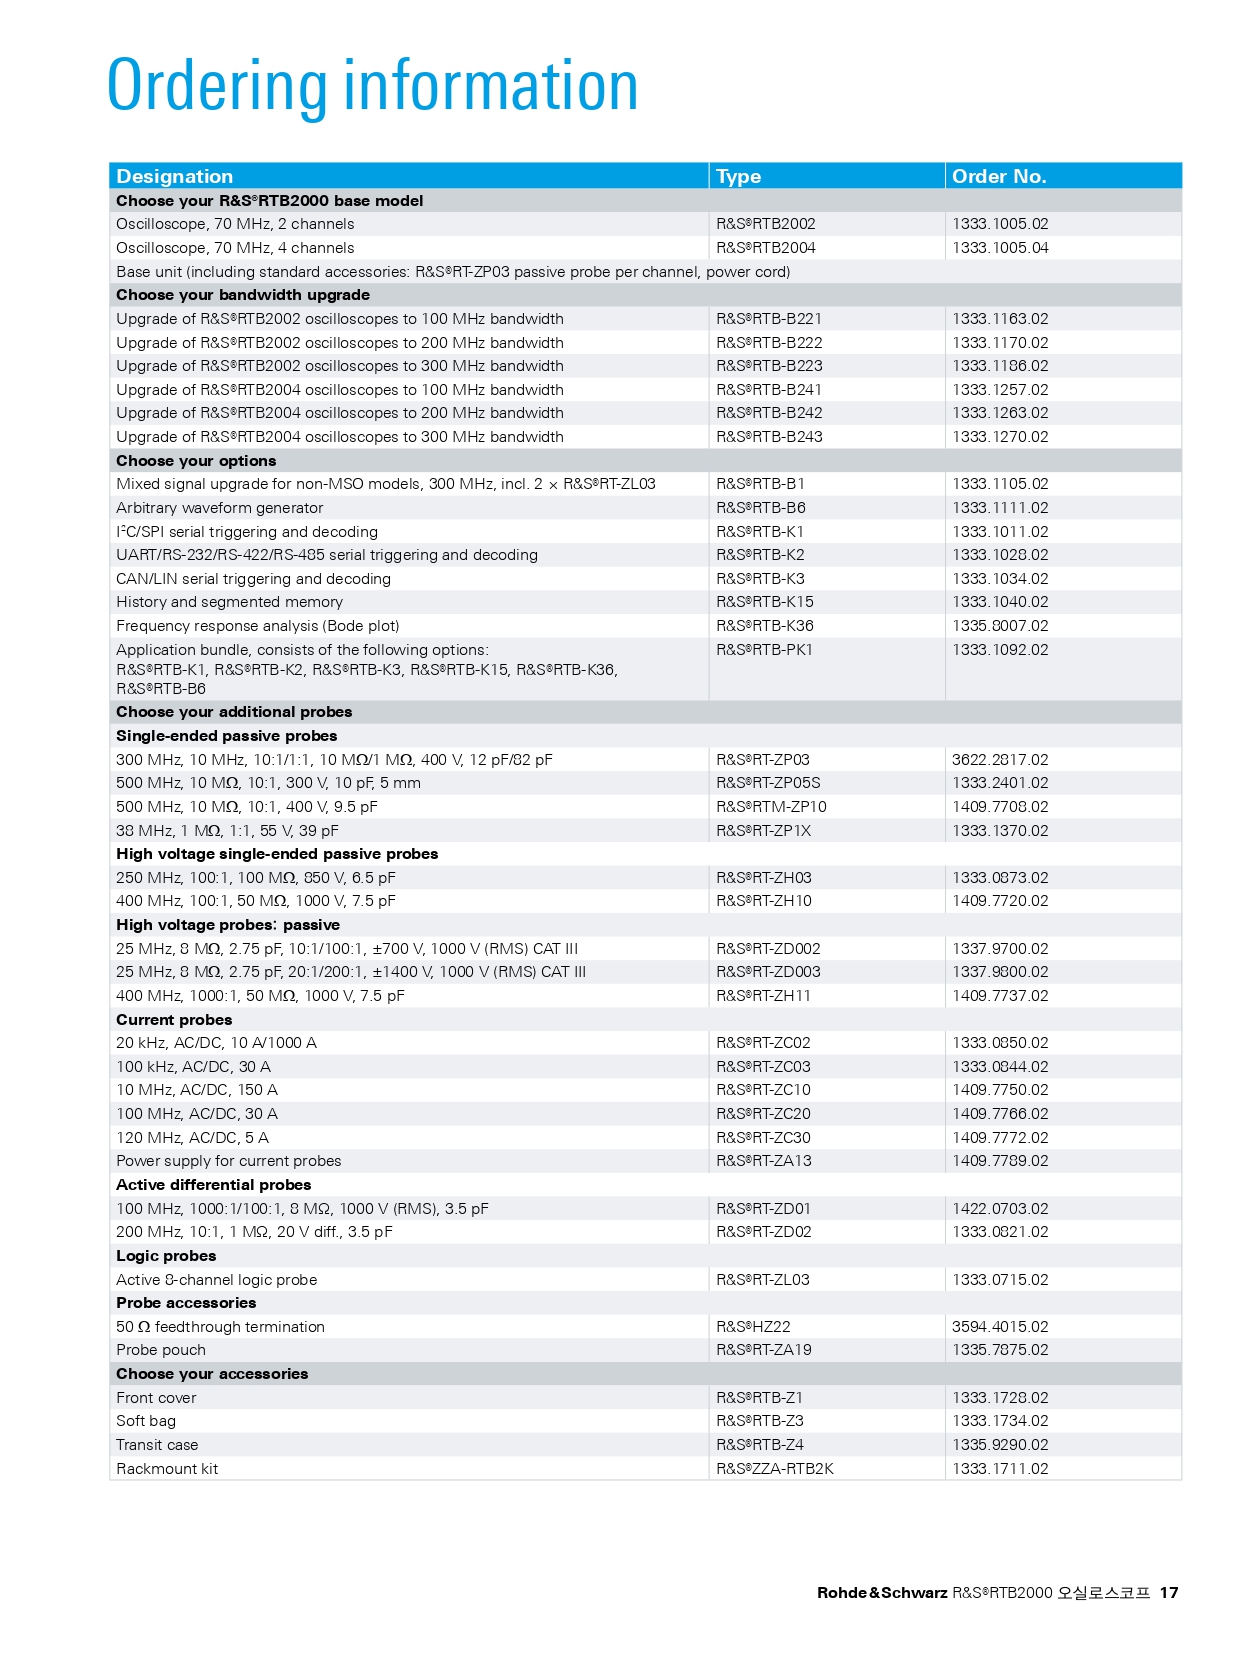 Ordering information
Designation Type Order No.
Choose your R&S®RTB2000 base model
Oscilloscope, 70 MHz, 2 channels R&S®RTB2002 1333.1005.02
Oscilloscope, 70 MHz, 4 channels R&S®RTB2004 1333.1005.04
Base unit (including standard accessories: R&S®RT-ZP03 passive probe per channel, power cord)
Choose your bandwidth upgrade
Upgrade of R&S®RTB2002 oscilloscopes to 100 MHz bandwidth R&S®RTB-B221 1333.1163.02
Upgrade of R&S®RTB2002 oscilloscopes to 200 MHz bandwidth R&S®RTB-B222 1333.1170.02
Upgrade of R&S®RTB2002 oscilloscopes to 300 MHz bandwidth R&S®RTB-B223 1333.1186.02
Upgrade of R&S®RTB2004 oscilloscopes to 100 MHz bandwidth R&S®RTB-B241 1333.1257.02
Upgrade of R&S®RTB2004 oscilloscopes to 200 MHz bandwidth R&S®RTB-B242 1333.1263.02
Upgrade of R&S®RTB2004 oscilloscopes to 300 MHz bandwidth R&S®RTB-B243 1333.1270.02
Choose your options
Mixed signal upgrade for non-MSO models, 300 MHz, incl. 2 × R&S®RT-ZL03 R&S®RTB-B1 1333.1105.02
Arbitrary waveform generator R&S®RTB-B6 1333.1111.02
I²C/SPI serial triggering and decoding R&S®RTB-K1 1333.1011.02
UART/RS-232/RS-422/RS-485 serial triggering and decoding R&S®RTB-K2 1333.1028.02
CAN/LIN serial triggering and decoding R&S®RTB-K3 1333.1034.02
History and segmented memory R&S®RTB-K15 1333.1040.02
Frequency response analysis (Bode plot) R&S®RTB-K36 1335.8007.02
Application bundle, consists of the following options: R&S®RTB-PK1 1333.1092.02
R&S®RTB-K1, R&S®RTB-K2, R&S®RTB-K3, R&S®RTB-K15, R&S®RTB-K36,
R&S®RTB-B6
Choose your additional probes
Single-ended passive probes
300 MHz, 10 MHz, 10:1/1:1, 10 MΩ/1 MΩ, 400 V, 12 pF/82 pF R&S®RT-ZP03 3622.2817.02
500 MHz, 10 MΩ, 10:1, 300 V, 10 pF, 5 mm R&S®RT-ZP05S 1333.2401.02
500 MHz, 10 MΩ, 10:1, 400 V, 9.5 pF R&S®RTM-ZP10 1409.7708.02
38 MHz, 1 MΩ, 1:1, 55 V, 39 pF R&S®RT-ZP1X 1333.1370.02
High voltage single-ended passive probes
250 MHz, 100:1, 100 MΩ, 850 V, 6.5 pF R&S®RT-ZH03 1333.0873.02
400 MHz, 100:1, 50 MΩ, 1000 V, 7.5 pF R&S®RT-ZH10 1409.7720.02
High voltage probes: passive
25 MHz, 8 MΩ, 2.75 pF, 10:1/100:1, ±700 V, 1000 V (RMS) CAT III R&S®RT-ZD002 1337.9700.02
25 MHz, 8 MΩ, 2.75 pF, 20:1/200:1, ±1400 V, 1000 V (RMS) CAT III R&S®RT-ZD003 1337.9800.02
400 MHz, 1000:1, 50 MΩ, 1000 V, 7.5 pF R&S®RT-ZH11 1409.7737.02
Current probes
20 kHz, AC/DC, 10 A/1000 A R&S®RT-ZC02 1333.0850.02
100 kHz, AC/DC, 30 A R&S®RT-ZC03 1333.0844.02
10 MHz, AC/DC, 150 A R&S®RT-ZC10 1409.7750.02
100 MHz, AC/DC, 30 A R&S®RT-ZC20 1409.7766.02
120 MHz, AC/DC, 5 A R&S®RT-ZC30 1409.7772.02
Power supply for current probes R&S®RT-ZA13 1409.7789.02
Active differential probes
100 MHz, 1000:1/100:1, 8 MΩ, 1000 V (RMS), 3.5 pF R&S®RT-ZD01 1422.0703.02
200 MHz, 10:1, 1 MΩ, 20 V diff., 3.5 pF R&S®RT-ZD02 1333.0821.02
Logic probes
Active 8-channel logic probe R&S®RT-ZL03 1333.0715.02
Probe accessories
50 Ω feedthrough termination R&S®HZ22 3594.4015.02
Probe pouch R&S®RT-ZA19 1335.7875.02
Choose your accessories
Front cover R&S®RTB-Z1 1333.1728.02
Soft bag R&S®RTB-Z3 1333.1734.02
Transit case R&S®RTB-Z4 1335.9290.02
Rackmount kit R&S®ZZA-RTB2K 1333.1711.02
Rohde&Schwarz R&S®RTB2000 오실로스코프 17